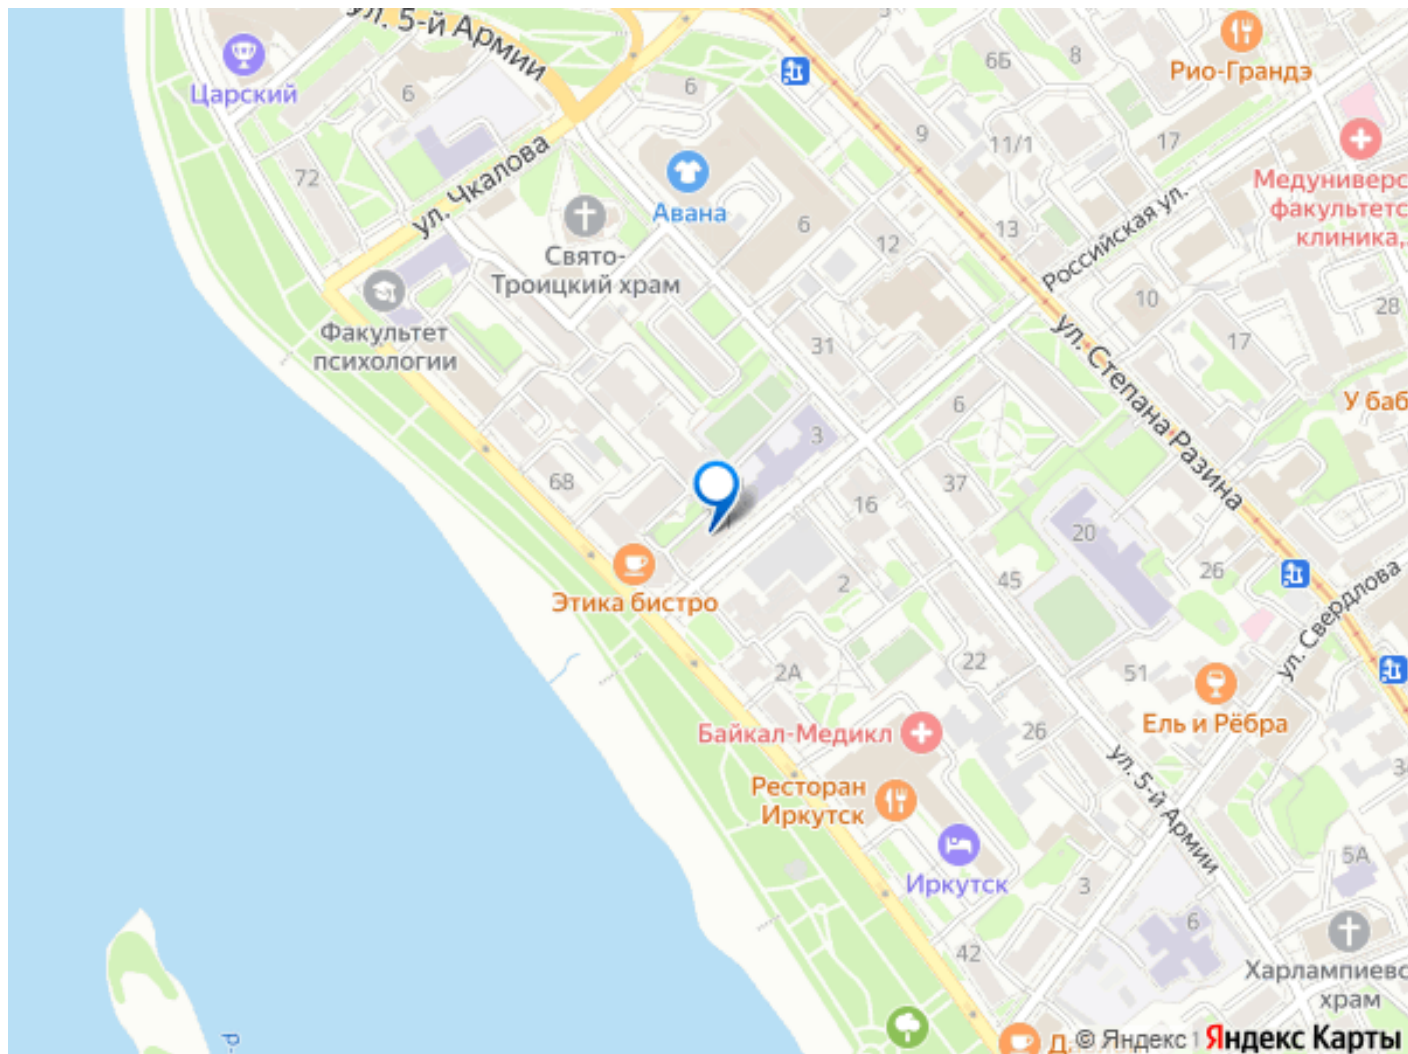 ул. 5-й Армии
Царский
6
72
ул. Чкалова
6
Авана
6
12
9
6Б
8
11/1
13
17
Рио-Грандэ
Российская ул.
Медуниверс
факультетс
клиника,
10
28
17
ул. Степана Разина
У баб
Свято-
Троицкий храм
Факультет
психологии
31
3
6
37
16
68
Этика бистро
2
2А
45
20
26
ул. Свердлова
22
51
Ель и Рёбра
26
ул. 5-й Армии
Байкал-Медикл
Ресторан
Иркутск
Иркутск
3
6
5А
42
Харлампиевс
храм
© Яндекс
Яндекс Карты